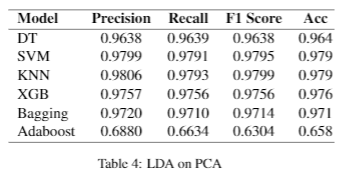 Model Precision Recall F1 Score Acc
DT 0.9638 0.9639 0.9638 0.964
SVM 0.9799 0.9791 0.9795 0.979
KNN 0.9806 0.9793 0.9799 0.979
XGB 0.9757 0.9756 0.9756 0.976
Bagging 0.9720 0.9710 0.9714 0.971
Adaboost 0.6880 0.6634 0.6304 0.658
Table 4: LDA on PCA